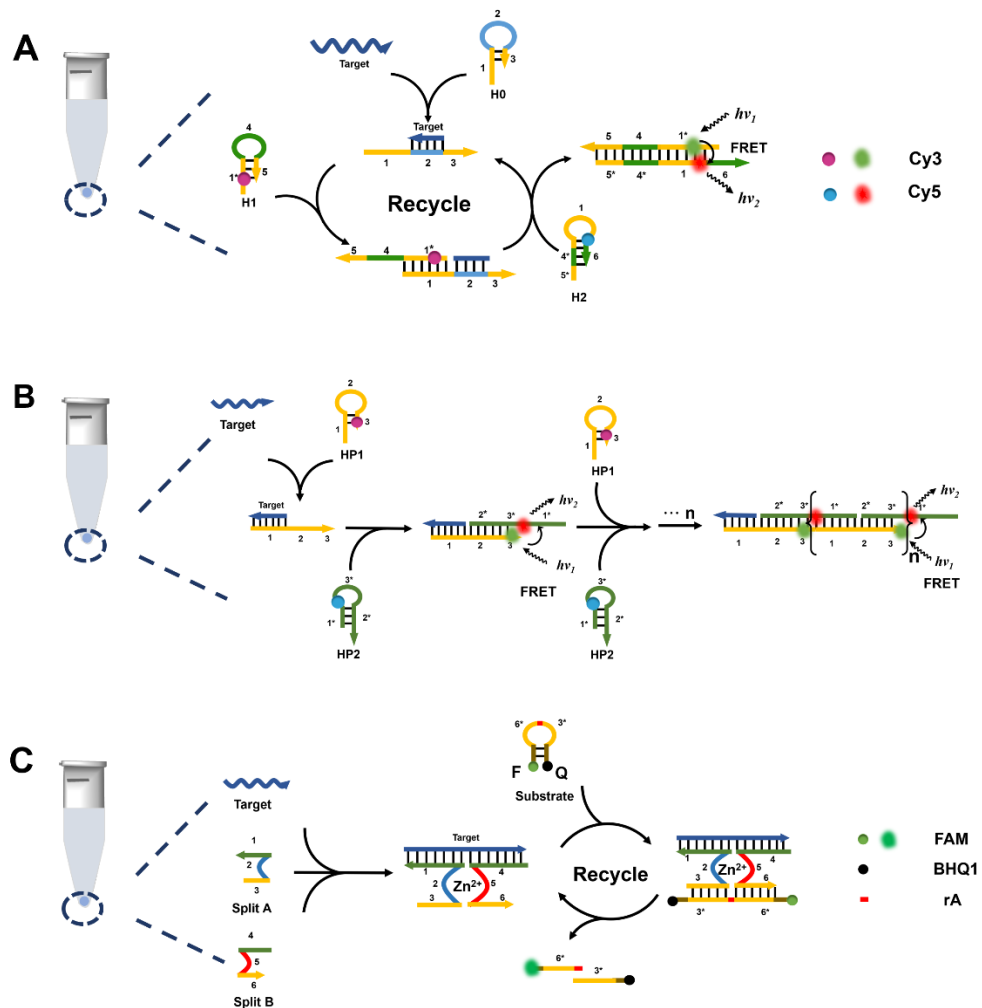 A
Target
2
1
3
H0
Target
1
2
3
4
1*
5
H1
Recycle
5
4
1*
1
2
3
1
4*
6
5*
H2
5
4
1*
hv₁
FRET
5*
4*
1
6
hv₂
Cy3
Cy5
B
Target
2
1
3
HP1
Target
1
2
3
3*
1*
2*
HP2
2*
3*
1*
hv₂
1
2
3
hv₁
FRET
2
1
3
HP1
3*
1*
2*
HP2
··· n
2*
3*
1*
2*
3*
1*
hv₂
1
2
3
1
2
3
n
hv₁
FRET
C
Target
1
2
3
Split A
4
5
6
Split B
Target
1
4
2
Zn²⁺
5
3
6
6*
3*
F
Q
Substrate
Recycle
Target
1
4
2
Zn²⁺
5
3
6
3*
6*
6*
3*
FAM
BHQ1
rA